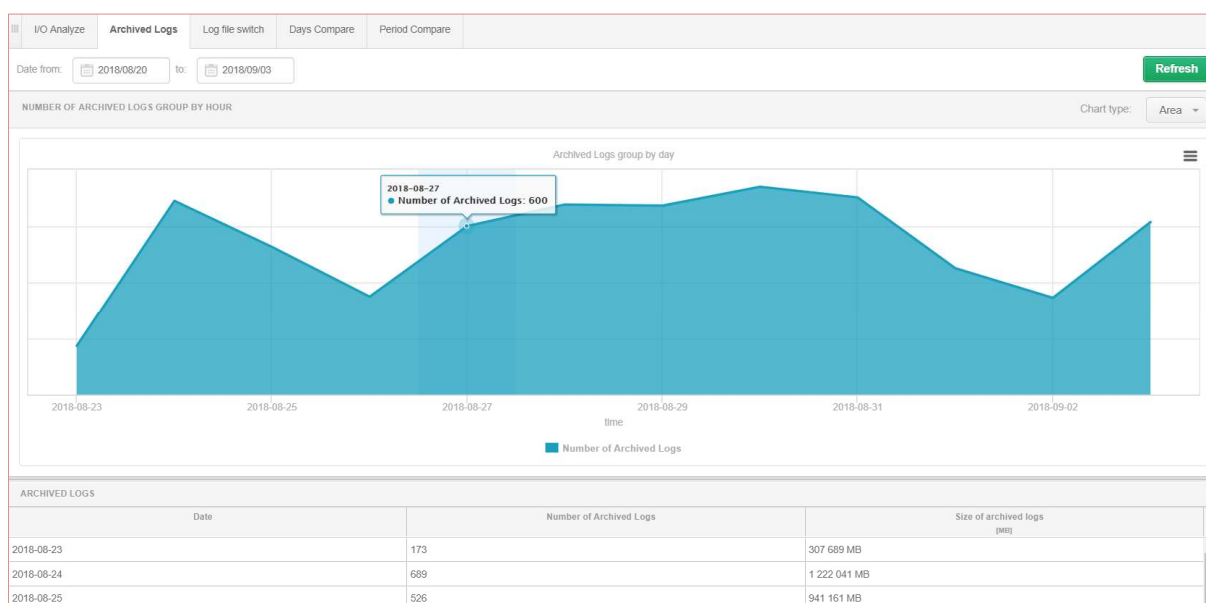 I/O Analyze Archived Logs Log file switch Days Compare Period Compare
Date from: 2018/08/20 to: 2018/09/03 Refresh
NUMBER OF ARCHIVED LOGS GROUP BY HOUR Chart type: Area
Archived Logs group by day
2018-08-27
Number of Archived Logs: 600
2018-08-23 2018-08-25 2018-08-27 2018-08-29 2018-08-31 2018-09-02
time
Number of Archived Logs
ARCHIVED LOGS
Date Number of Archived Logs Size of archived logs
[MB]
2018-08-23 173 307 689 MB
2018-08-24 689 1 222 041 MB
2018-08-25 526 941 161 MB